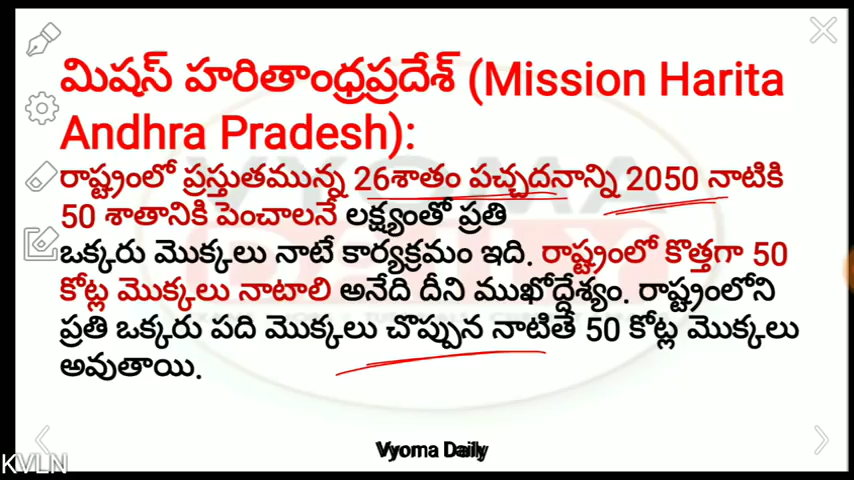 మిషన్ హరితాంధ్రప్రదేశ్ (Mission Harita
Andhra Pradesh):
రాష్ట్రంలో ప్రస్తుతమున్న 26శాతం పచ్చదనాన్ని 2050 నాటికి
50 శాతానికి పెంచాలనే లక్ష్యంతో ప్రతి
ఒక్కరు మొక్కలు నాటే కార్యక్రమం ఇది. రాష్ట్రంలో కొత్తగా 50
కోట్ల మొక్కలు నాటాలి అనేది దీని ముఖోద్దేశ్యం. రాష్ట్రంలోని
ప్రతి ఒక్కరు పది మొక్కలు చొప్పున నాటితే 50 కోట్ల మొక్కలు
అవుతాయి.
Vyoma Daily
KVLN